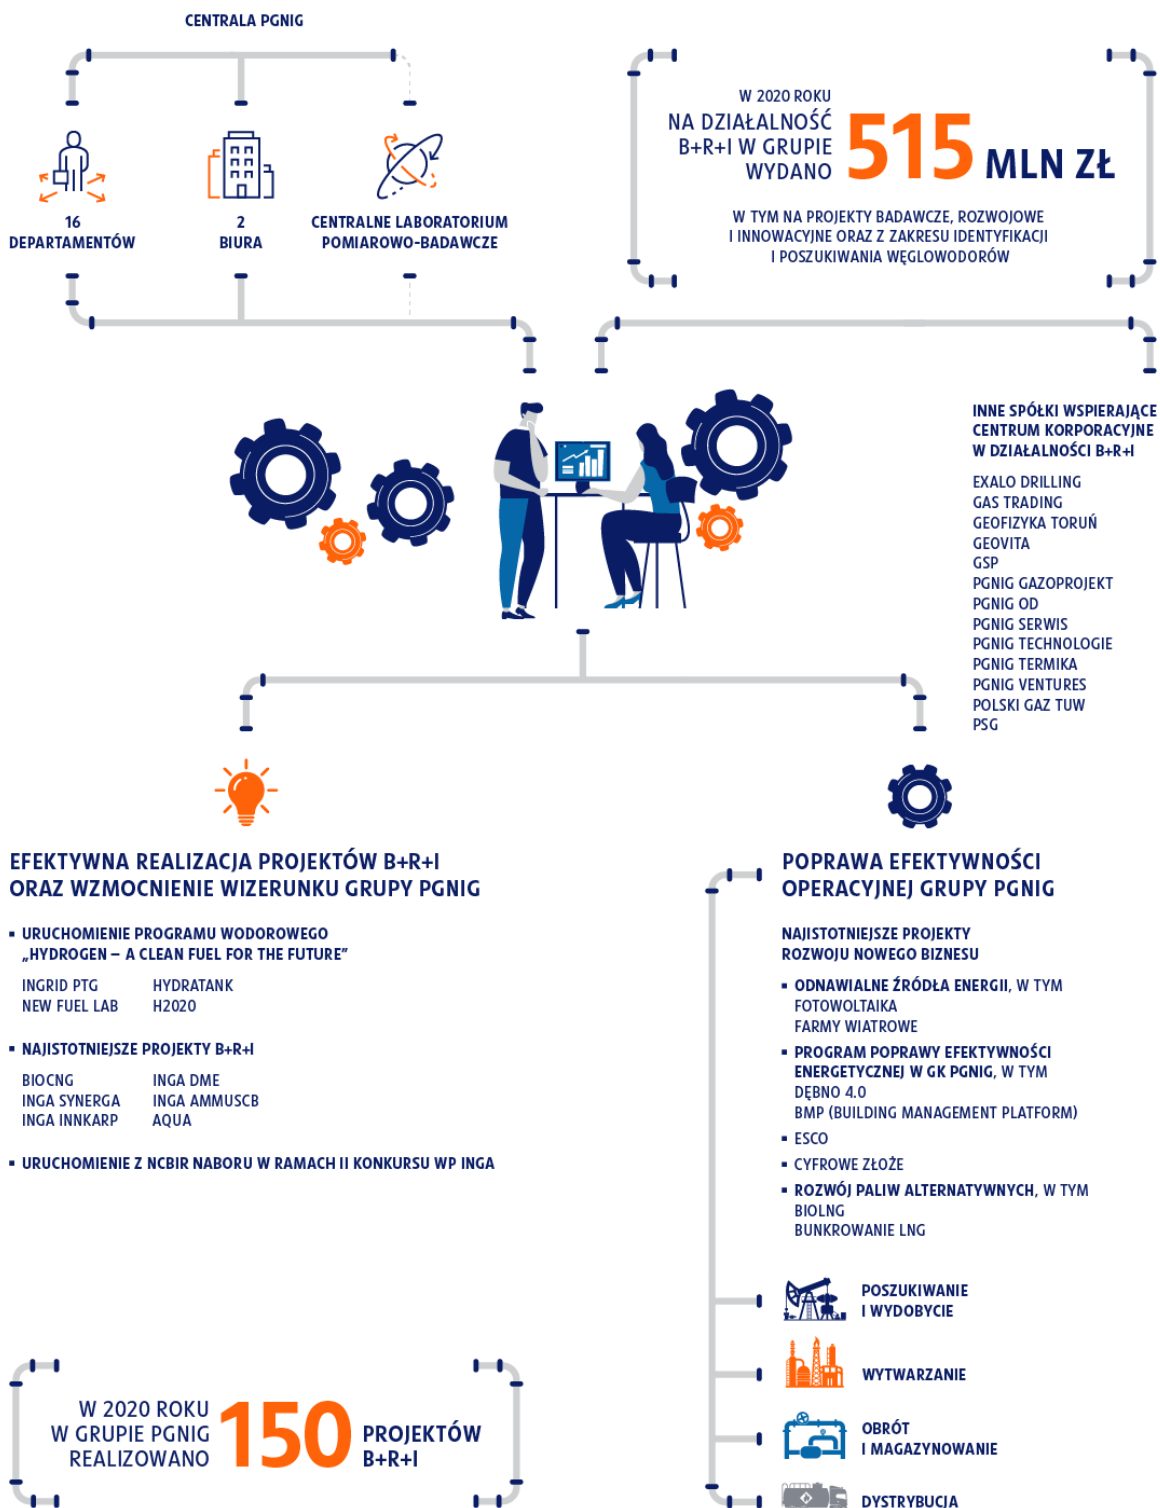 CENTRALA PGNIG
16
DEPARTAMENTÓW
2
BIURA
CENTRALNE LABORATORIUM
POMIAROWO-BADAWCZE
W 2020 ROKU
NA DZIAŁALNOŚĆ
B+R+I W GRUPIE
WYDANO
515 MLN ZŁ
W TYM NA PROJEKTY BADAWCZE, ROZWOJOWE
I INNOWACYJNE ORAZ Z ZAKRESU IDENTYFIKACJI
I POSZUKIWANIA WĘGLOWODORÓW
INNE SPÓŁKI WSPIERAJĄCE
CENTRUM KORPORACYJNE
W DZIAŁALNOŚCI B+R+I
EXALO DRILLING
GAS TRADING
GEOFIZYKA TORUŃ
GEOVITA
GSP
PGNIG GAZOPROJEKT
PGNIG OD
PGNIG SERWIS
PGNIG TECHNOLOGIE
PGNIG TERMIKA
PGNIG VENTURES
POLSKI GAZ TUW
PSG
EFEKTYWNA REALIZACJA PROJEKTÓW B+R+I
ORAZ WZMOCNIENIE WIZERUNKU GRUPY PGNIG
▪ URUCHOMIENIE PROGRAMU WODOROWEGO
„HYDROGEN – A CLEAN FUEL FOR THE FUTURE”
INGRID PTG HYDRATANK
NEW FUEL LAB H2020
▪ NAJISTOTNIEJSZE PROJEKTY B+R+I
BIOCNG INGA DME
INGA SYNERGA INGA AMMUSCB
INGA INNKARP AQUA
▪ URUCHOMIENIE Z NCBIR NABORU W RAMACH II KONKURSU WP INGA
W 2020 ROKU
W GRUPIE PGNIG
REALIZOWANO
150
PROJEKTÓW
B+R+I
POPRAWA EFEKTYWNOŚCI
OPERACYJNEJ GRUPY PGNIG
NAJISTOTNIEJSZE PROJEKTY
ROZWOJU NOWEGO BIZNESU
▪ ODNAWIALNE ŹRÓDŁA ENERGII, W TYM
FOTOWOLTAIKA
FARMY WIATROWE
▪ PROGRAM POPRAWY EFEKTYWNOŚCI
ENERGETYCZNEJ W GK PGNIG, W TYM
DĘBNO 4.0
BMP (BUILDING MANAGEMENT PLATFORM)
▪ ESCO
▪ CYFROWE ZŁOŻE
▪ ROZWÓJ PALIW ALTERNATYWNYCH, W TYM
BIOLNG
BUNKROWANIE LNG
POSZUKIWANIE
I WYDOBYCIE
WYTWARZANIE
OBRÓT
I MAGAZYNOWANIE
DYSTRYBUCJA